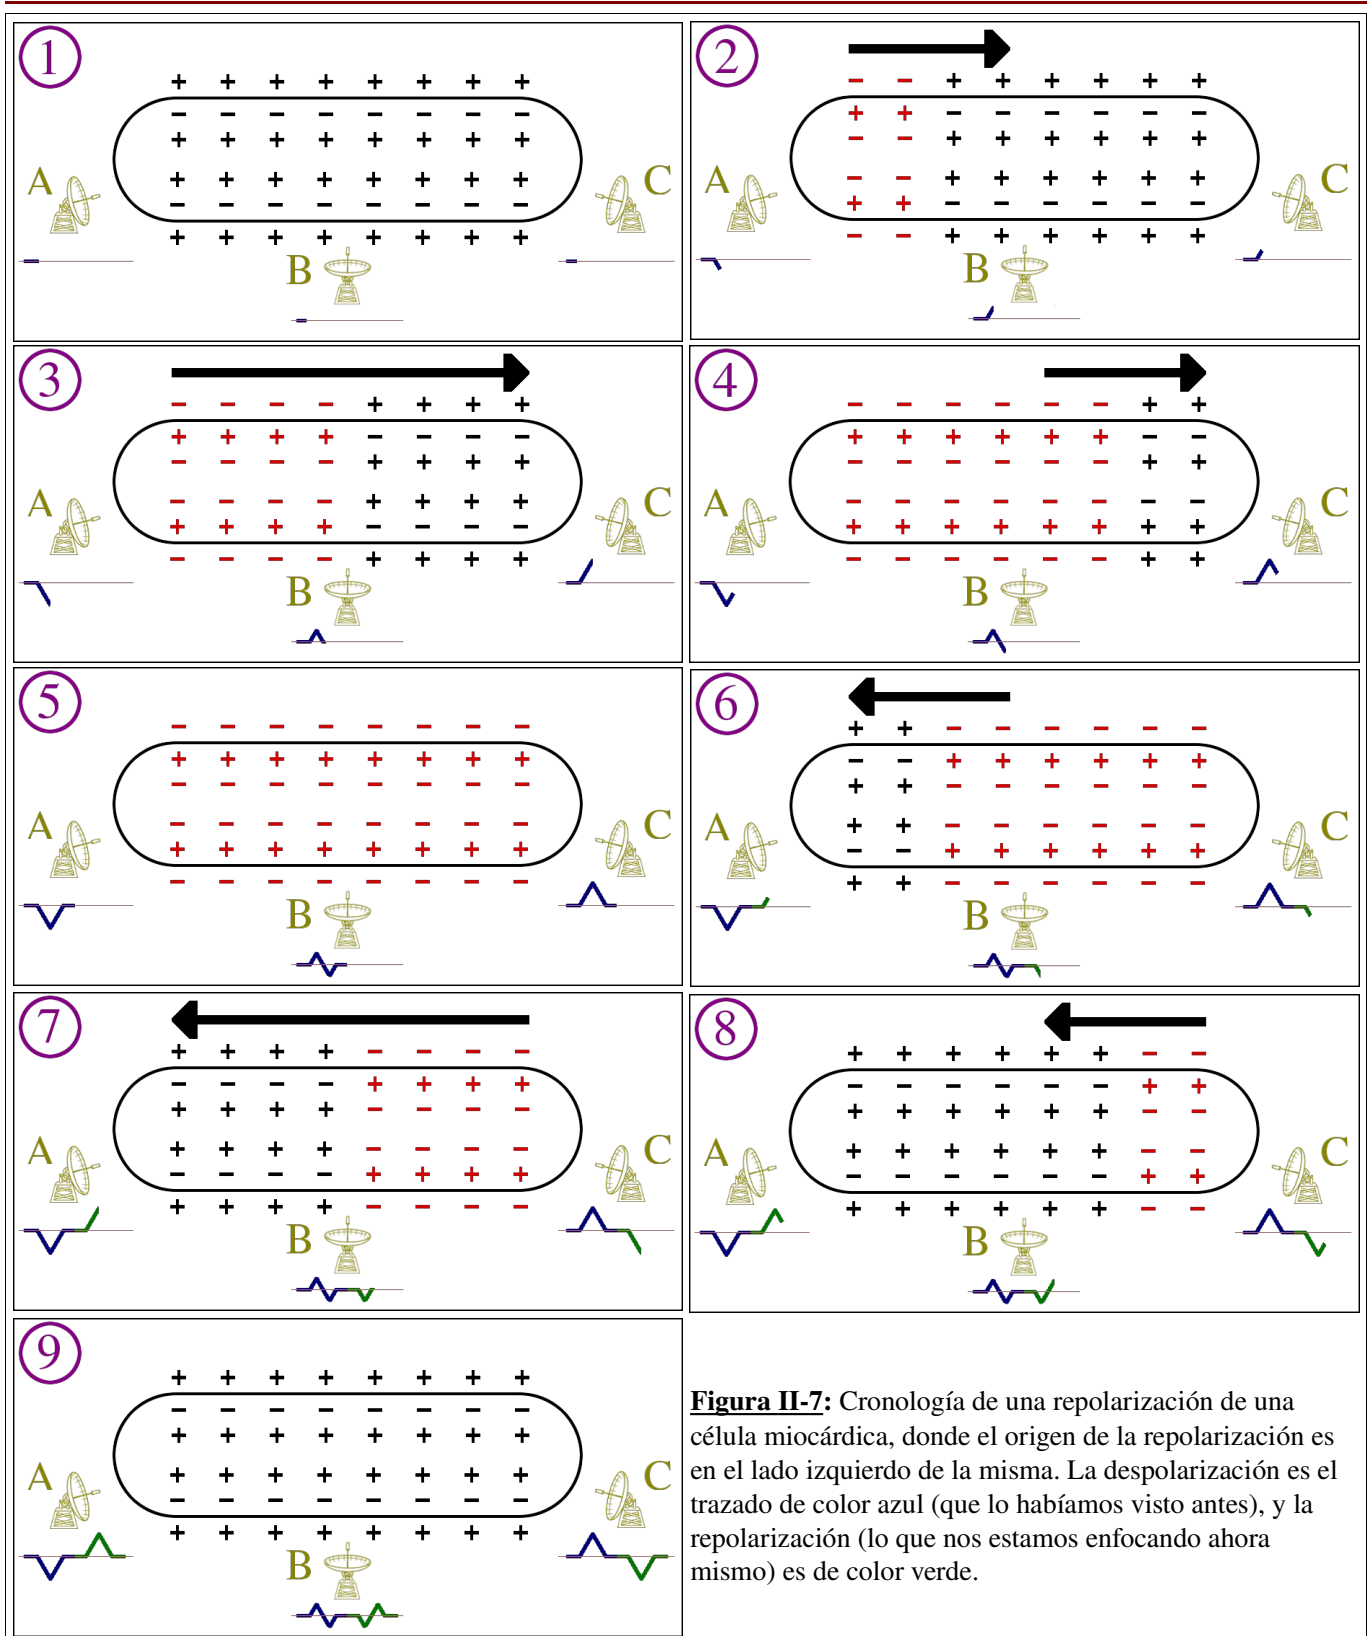 1
A
B
C
2
A
B
C
3
A
B
C
4
A
B
C
5
A
B
C
6
A
B
C
7
A
B
C
8
A
B
C
9
A
B
C
Figura II-7: Cronología de una repolarización de una
célula miocárdica, donde el origen de la repolarización es
en el lado izquierdo de la misma. La despolarización es el
trazado de color azul (que lo habíamos visto antes), y la
repolarización (lo que nos estamos enfocando ahora
mismo) es de color verde.